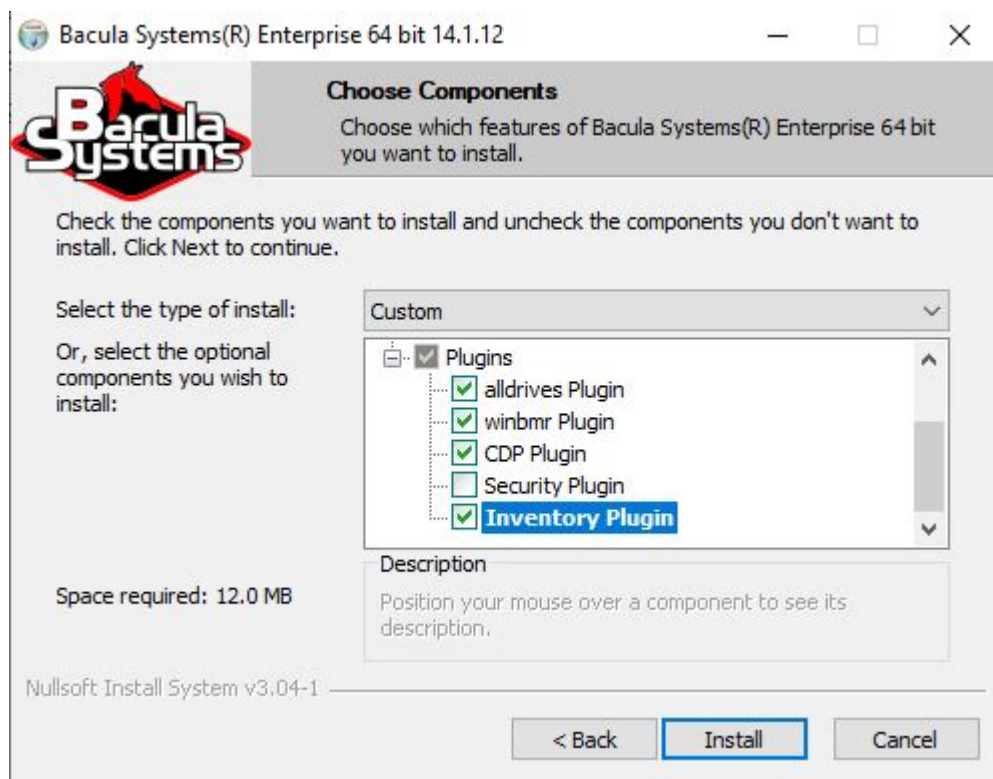 Bacula Systems(R) Enterprise 64 bit 14.1.12
Bacula
Systems
Choose Components
Choose which features of Bacula Systems(R) Enterprise 64 bit
you want to install.
Check the components you want to install and uncheck the components you don't want to
install. Click Next to continue.
Select the type of install:
Custom
Or, select the optional
components you wish to
install:
Plugins
alldrives Plugin
winbmr Plugin
CDP Plugin
Security Plugin
Inventory Plugin
Space required: 12.0 MB
Description
Position your mouse over a component to see its
description.
Nullsoft Install System v3.04-1
< Back
Install
Cancel